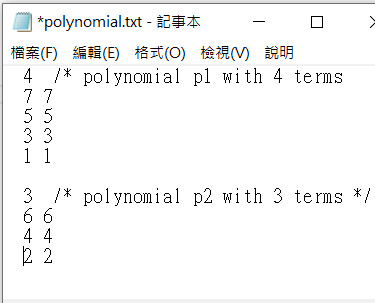 *polynomial.txt - 記事本
檔案(F) 編輯(E) 格式(O) 檢視(V) 說明
4  /* polynomial p1 with 4 terms
7 7
5 5
3 3
1 1

3  /* polynomial p2 with 3 terms */
6 6
4 4
2 2